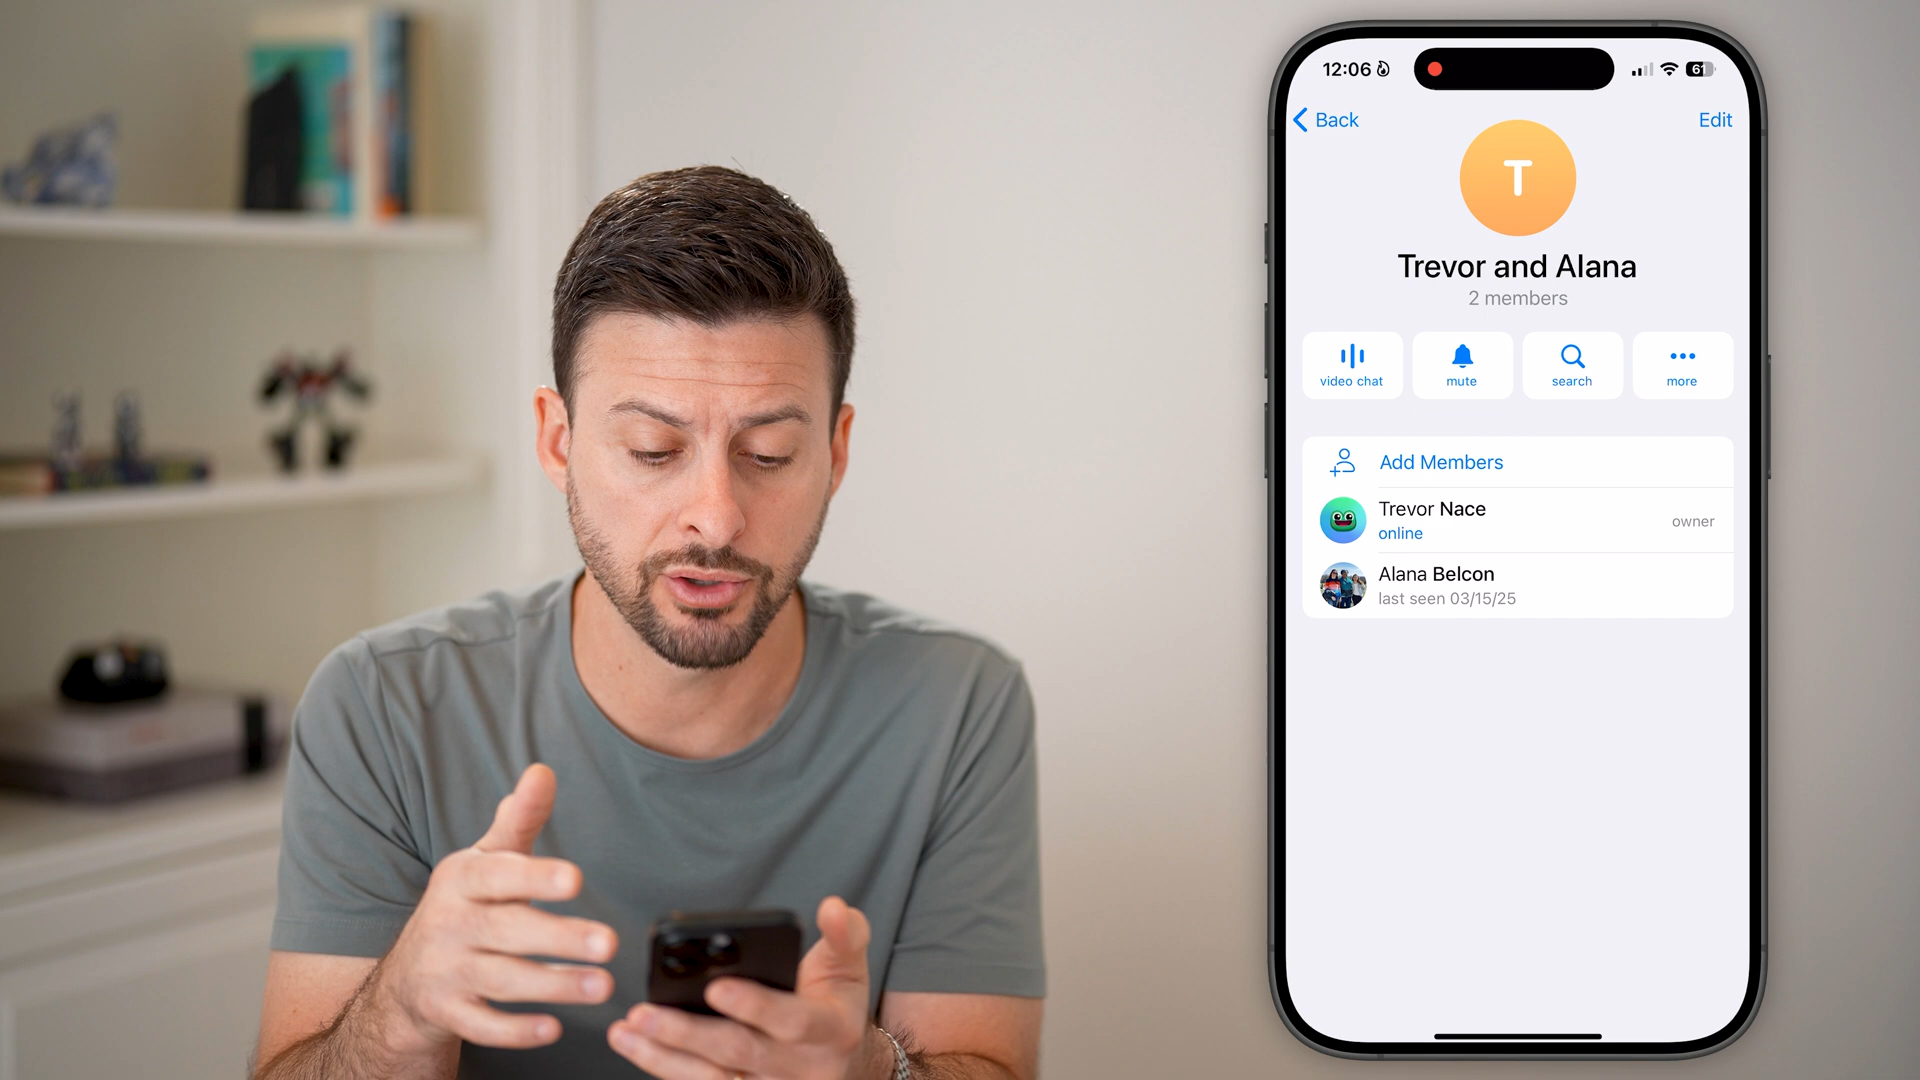 12:06
61
Back
Edit
T
Trevor and Alana
2 members
video chat
mute
search
more
Add Members
Trevor Nace
online
owner
Alana Belcon
last seen 03/15/25